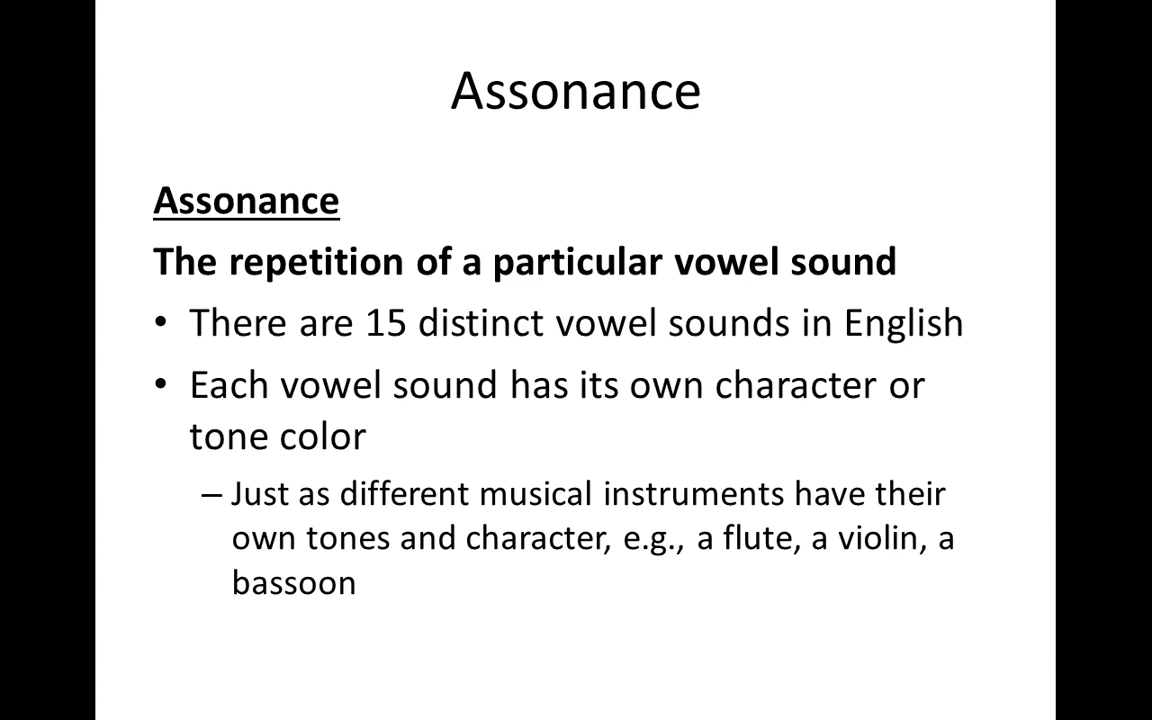 Assonance
Assonance
The repetition of a particular vowel sound
• There are 15 distinct vowel sounds in English
• Each vowel sound has its own character or
tone color
– Just as different musical instruments have their
own tones and character, e.g., a flute, a violin, a
bassoon